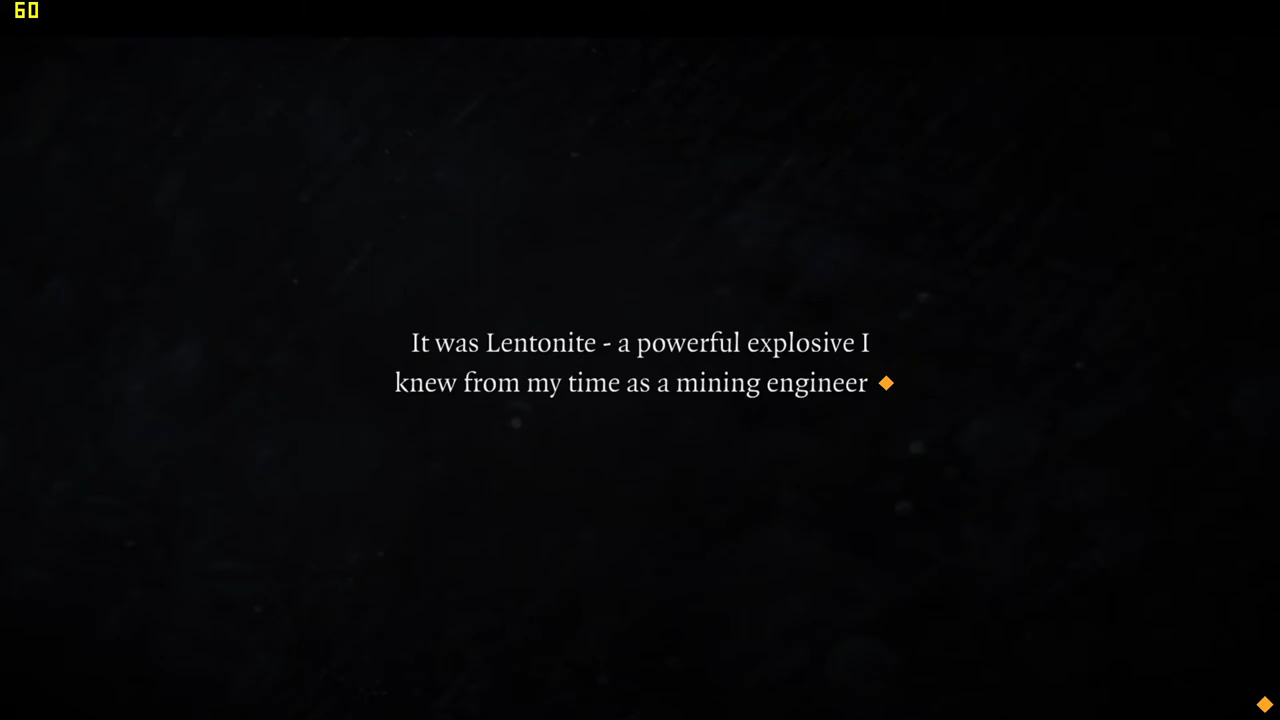 60
It was Lentonite - a powerful explosive I
knew from my time as a mining engineer